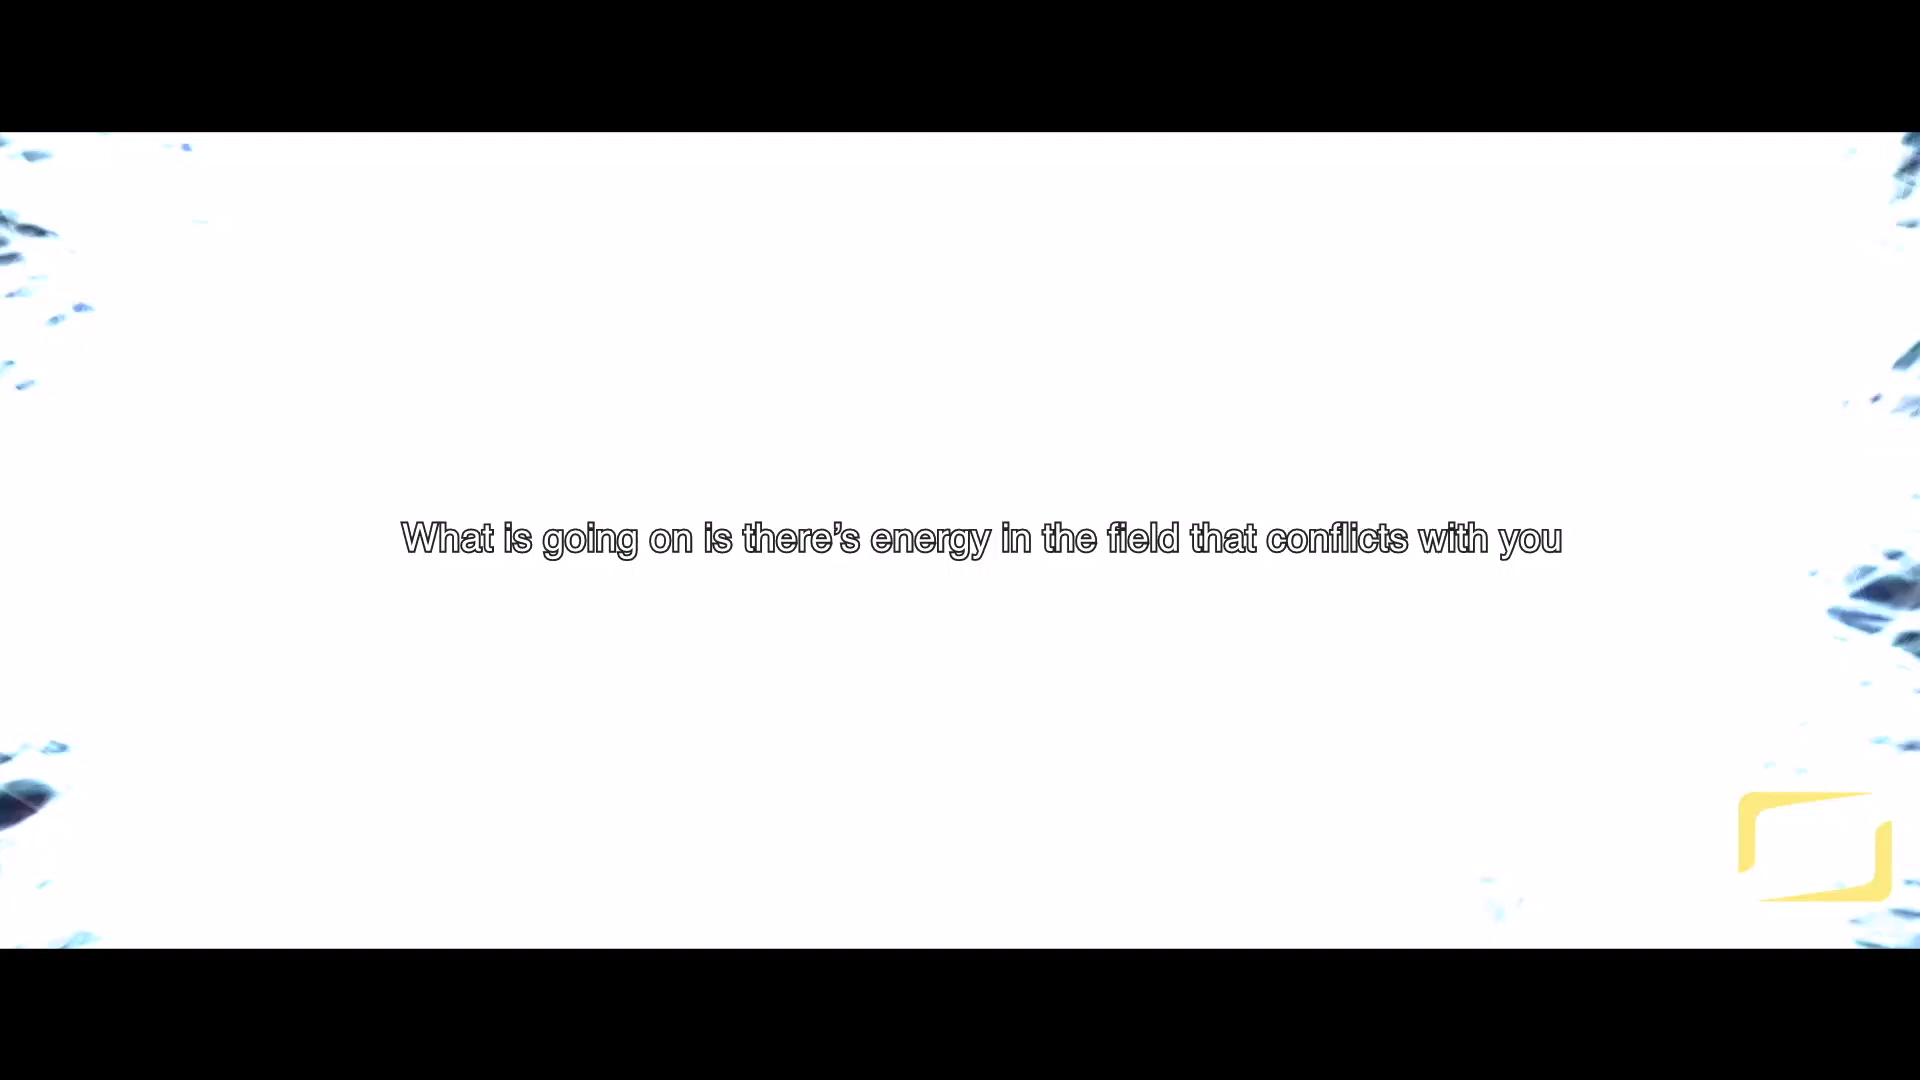 What is going on is there’s energy in the field that conflicts with you